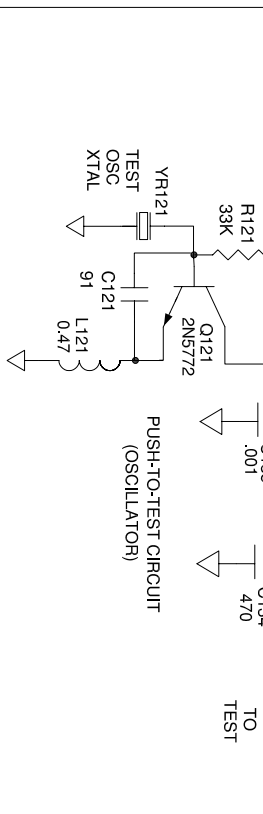 R121
33K
YR121
TEST
OSC
XTAL
C121
91
Q121
2N5772
L121
0.47
.001
470
PUSH-TO-TEST CIRCUIT
(OSCILLATOR)
TO
TEST